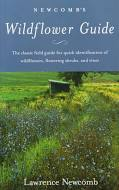 NEWCOMB'S
Wildflower Guide
The classic field guide for quick identification of
wildflowers, flowering shrubs, and vines
Lawrence Newcomb